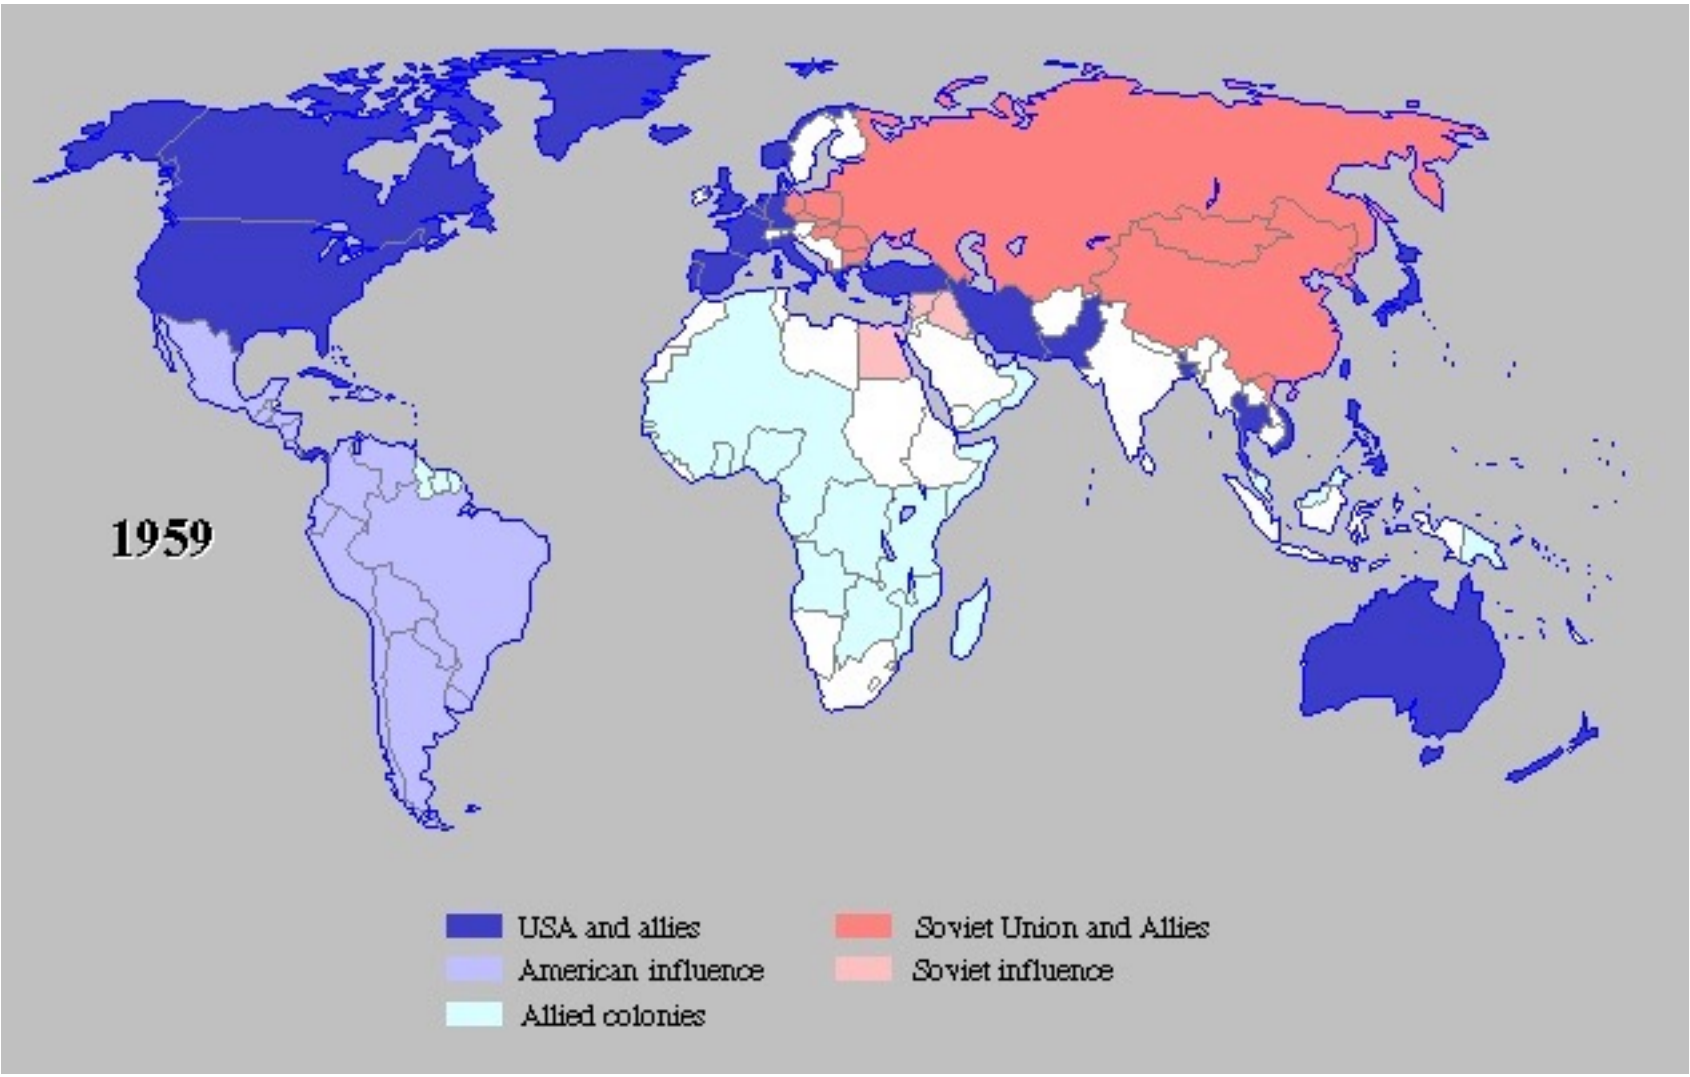 1959
USA and allies
Soviet Union and Allies
American influence
Soviet influence
Allied colonies